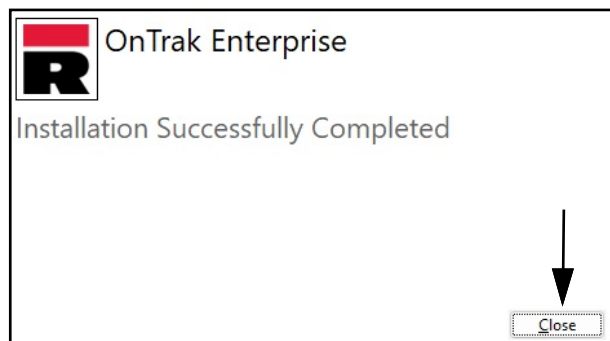 R
OnTrak Enterprise
Installation Successfully Completed
Close